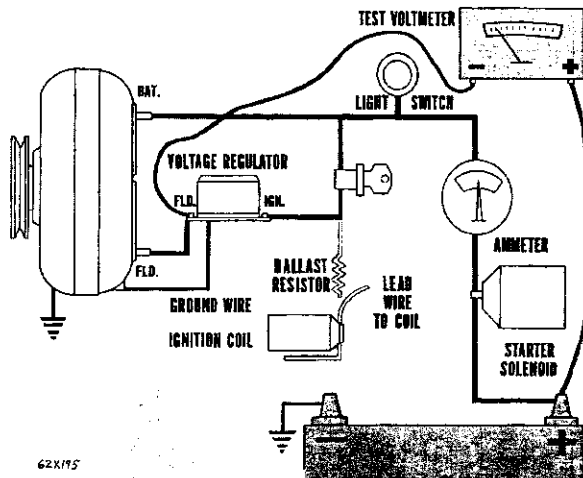 TEST VOLTMETER
- +
BAT.
LIGHT SWITCH
VOLTAGE REGULATOR
FLD. IGN.
FLD.
AMMETER
BALLAST
RESISTOR
LEAD
WIRE
TO COIL
GROUND WIRE
IGNITION COIL
STARTER
SOLENOID
- +
62X195